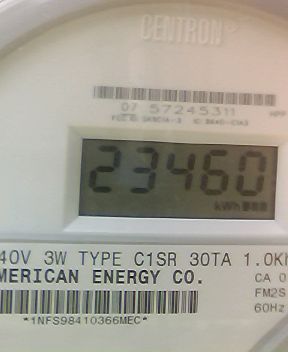 CENTRON
07 57245311
23460
kWh
40V 3W TYPE C1SR 30TA 1.0Kh
MERICAN ENERGY CO.
CA 0
FM2S
60Hz
*1NFS98410366MEC*